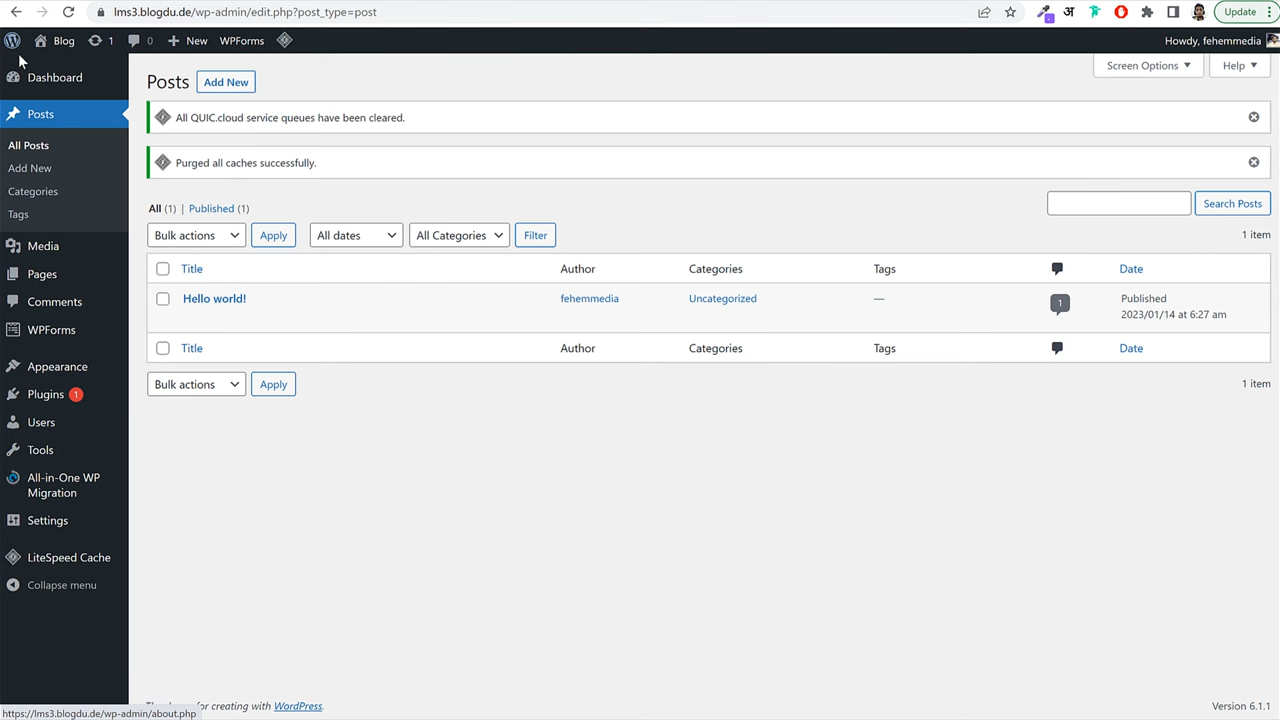 lms3.blogdu.de/wp-admin/edit.php?post_type=post
अ
Update
Blog
1
0
New
WPForms
Howdy, fehemmedia
Dashboard
Posts
All Posts
Add New
Categories
Tags
Media
Pages
Comments
WPForms
Appearance
Plugins 1
Users
Tools
All-in-One WP
Migration
Settings
LiteSpeed Cache
Collapse menu
Screen Options
Help
Posts
Add New
All QUIC.cloud service queues have been cleared.
Purged all caches successfully.
All (1) | Published (1)
Search Posts
Bulk actions
Apply
All dates
All Categories
Filter
1 item
Title
Author
Categories
Tags
Date
Hello world!
fehemmedia
Uncategorized
—
1
Published
2023/01/14 at 6:27 am
Title
Author
Categories
Tags
Date
Bulk actions
Apply
1 item
for creating with WordPress.
Version 6.1.1
https://lms3.blogdu.de/wp-admin/about.php